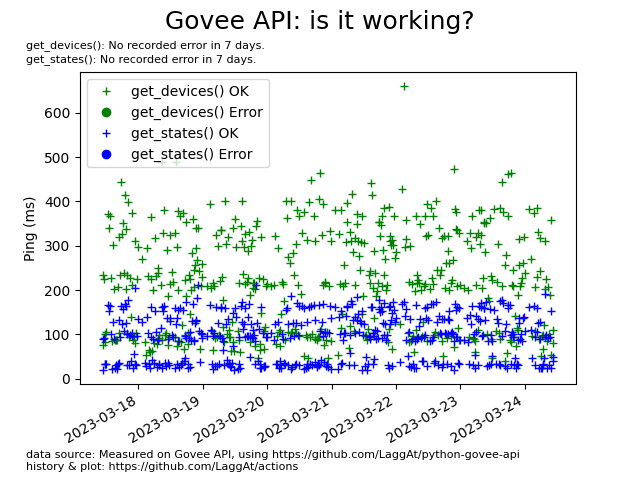 Govee API: is it working?
get_devices(): No recorded error in 7 days.
get_states(): No recorded error in 7 days.
get_devices() OK
get_devices() Error
get_states() OK
get_states() Error
Ping (ms)
600
500
400
300
200
100
0
2023-03-18
2023-03-19
2023-03-20
2023-03-21
2023-03-22
2023-03-23
2023-03-24
data source: Measured on Govee API, using https://github.com/LaggAt/python-govee-api
history & plot: https://github.com/LaggAt/actions